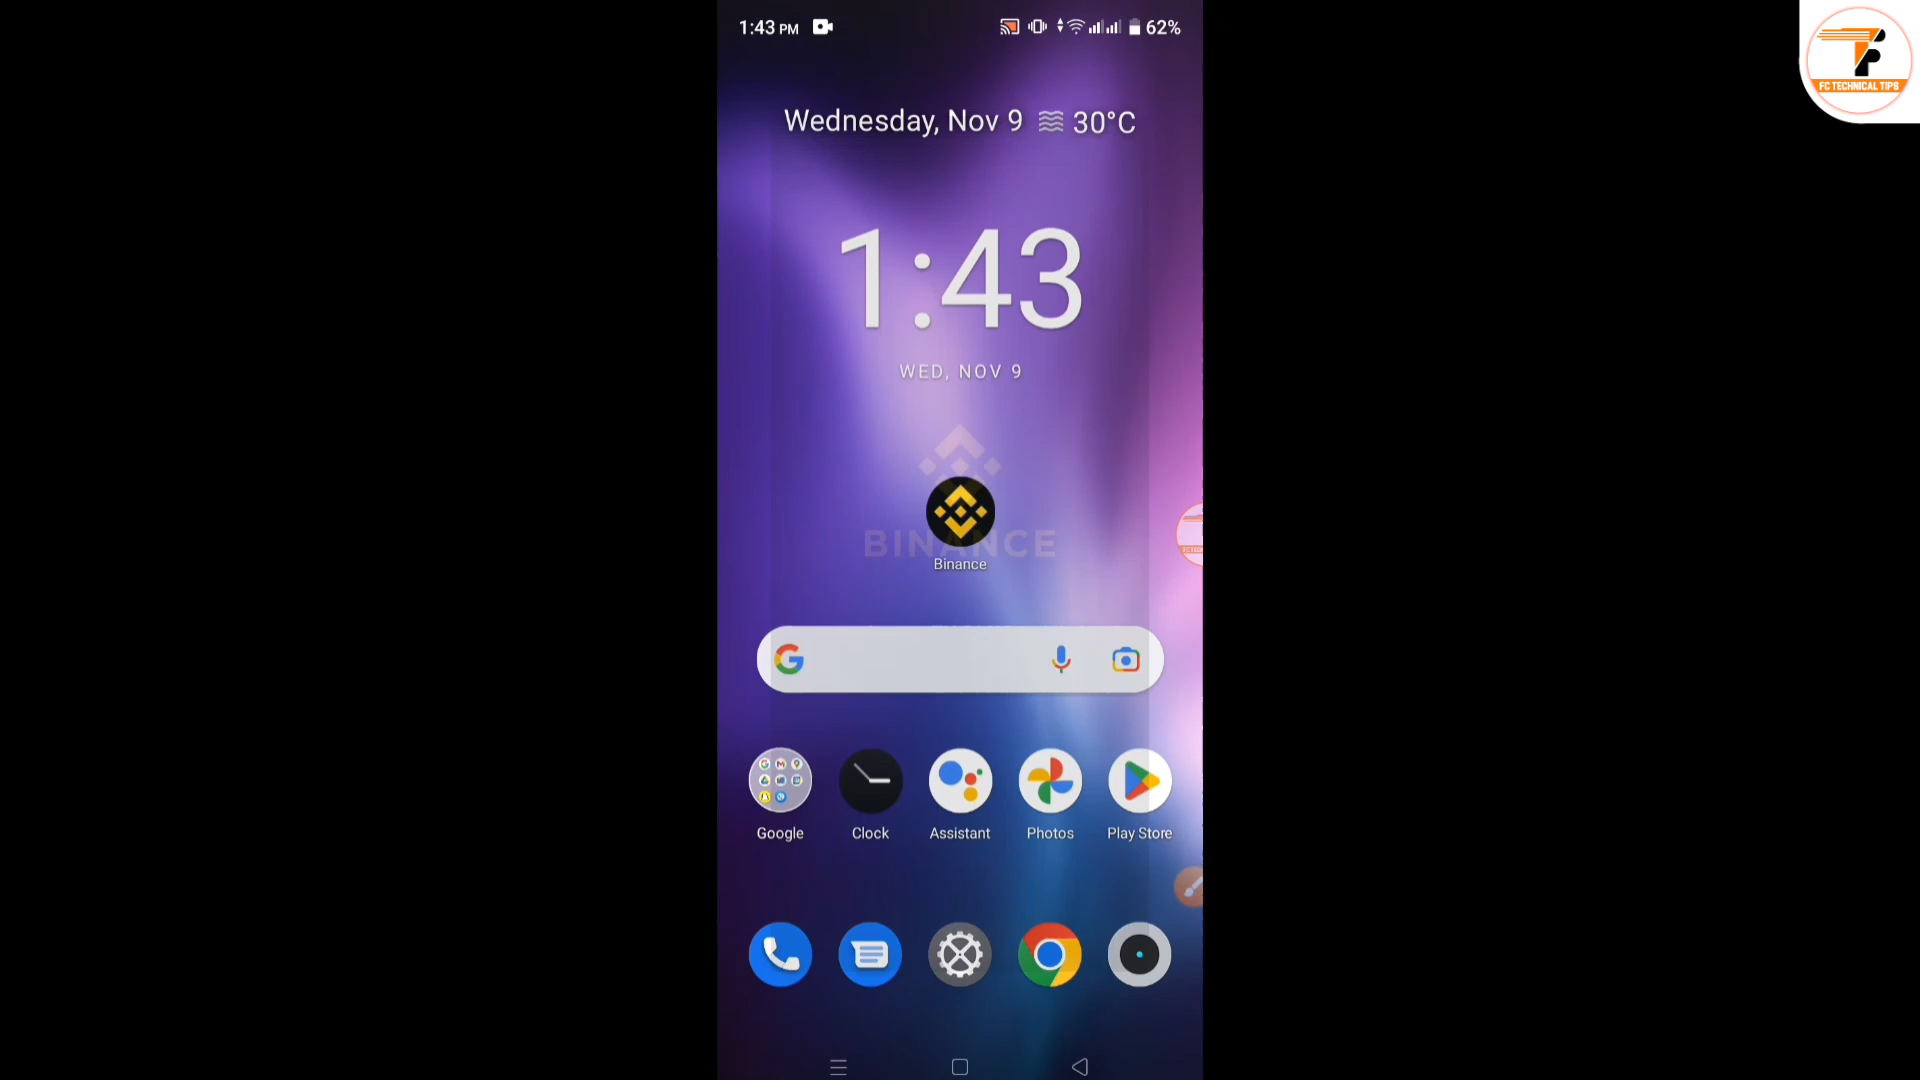 1:43 PM 62%
FC TECHNICAL TIPS
Wednesday, Nov 9 30°C
1:43
WED, NOV 9
BINANCE
Binance
Google Clock Assistant Photos Play Store